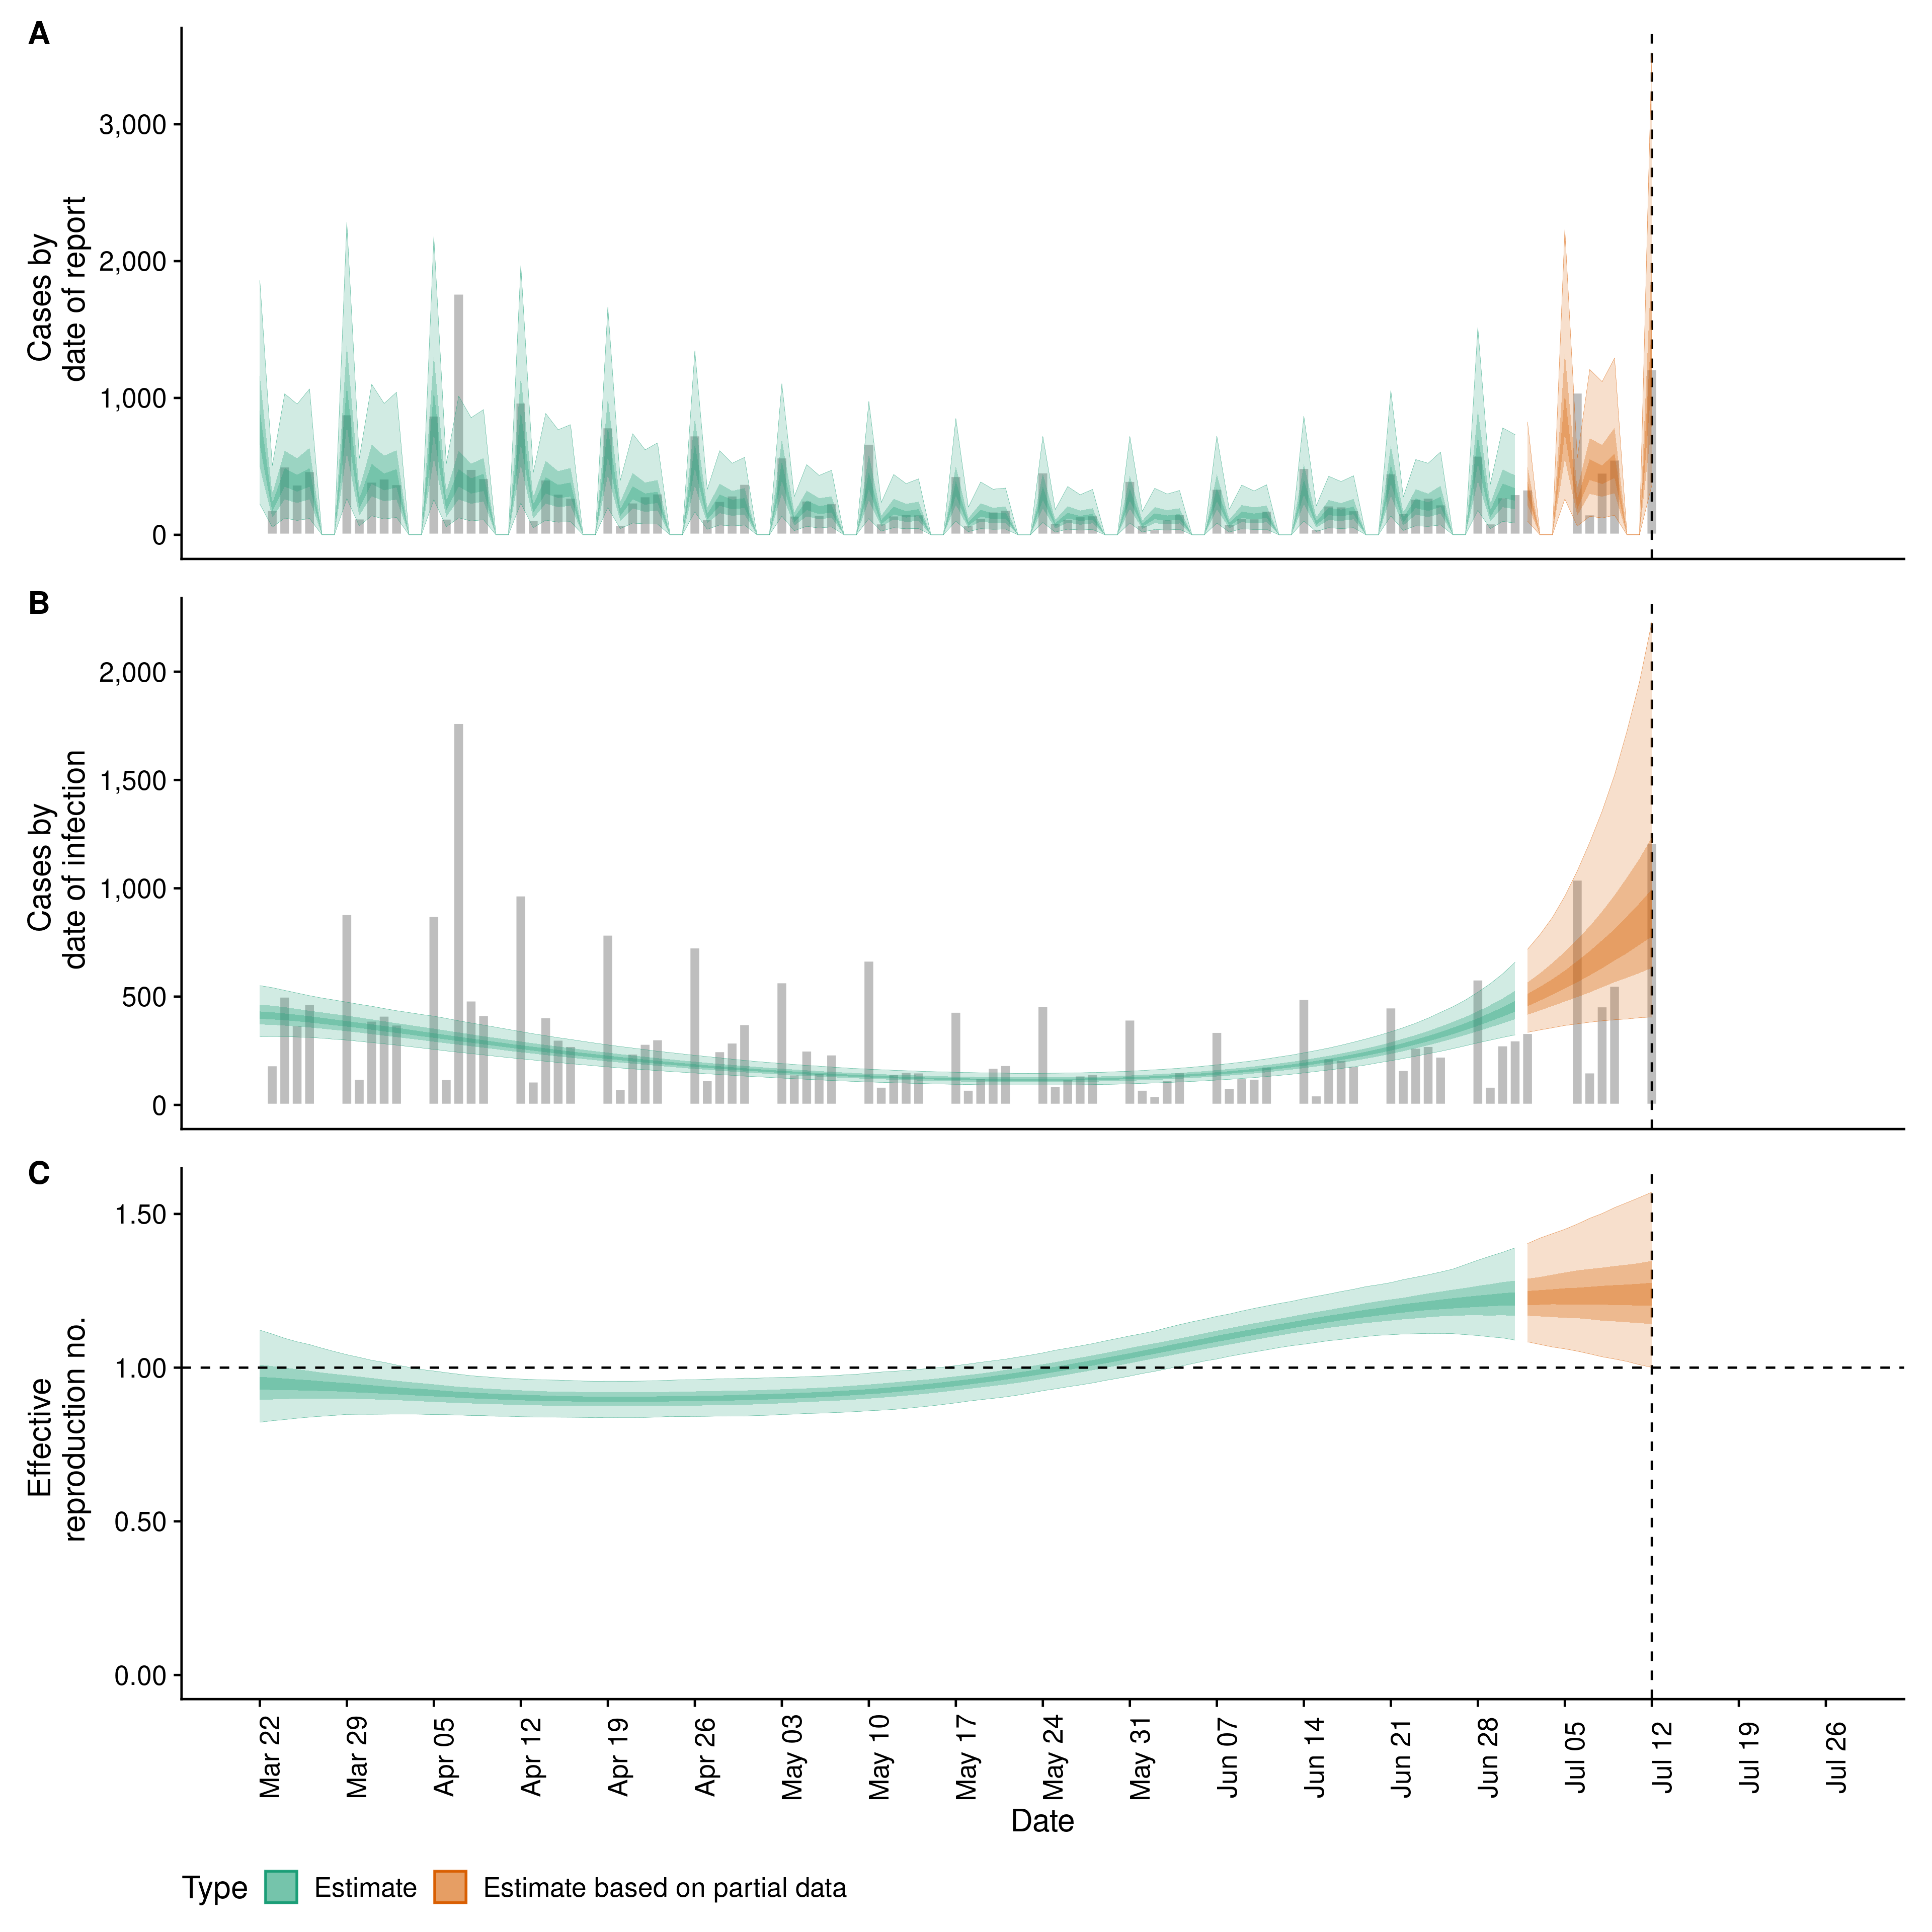 A
Cases by
date of report
3,000
2,000
1,000
0
B
Cases by
date of infection
2,000
1,500
1,000
500
0
C
Effective
reproduction no.
1.50
1.00
0.50
0.00
Mar 22
Mar 29
Apr 05
Apr 12
Apr 19
Apr 26
May 03
May 10
May 17
May 24
May 31
Jun 07
Jun 14
Jun 21
Jun 28
Jul 05
Jul 12
Jul 19
Jul 26
Date
Type Estimate Estimate based on partial data